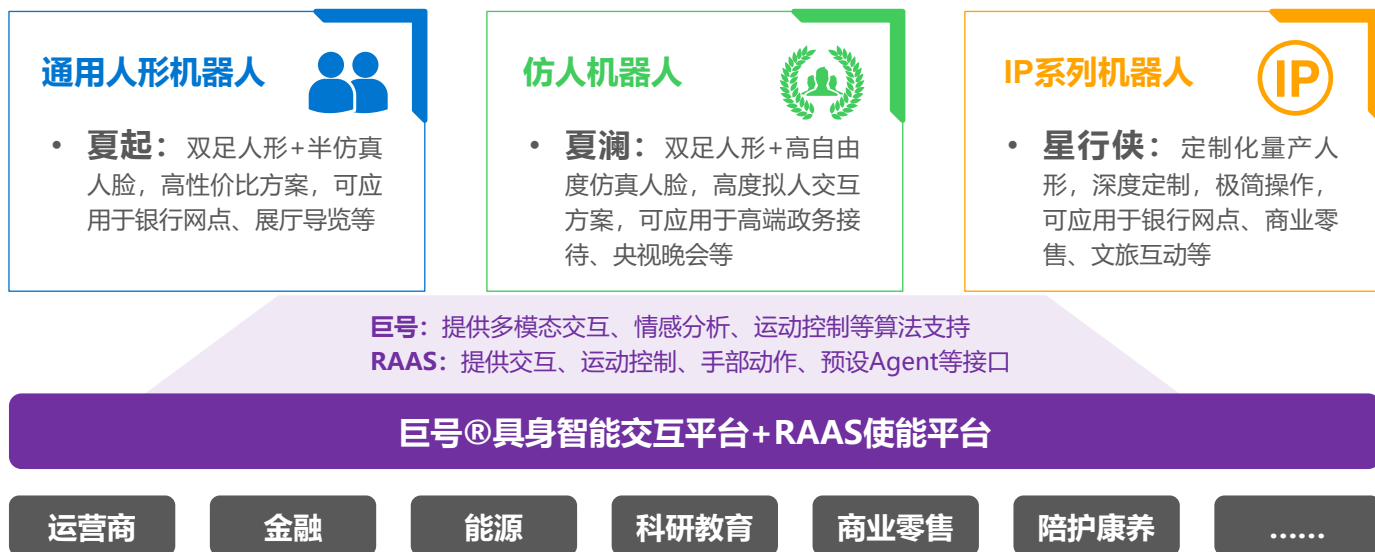 通用人形机器人
• 夏起：双足人形+半仿真
人脸，高性价比方案，可应
用于银行网点、展厅导览等
仿人机器人
• 夏澜：双足人形+高自由
度仿真人脸，高度拟人交互
方案，可应用于高端政务接
待、央视晚会等
IP系列机器人
IP
• 星行侠：定制化量产人
形，深度定制，极简操作，
可应用于银行网点、商业零
售、文旅互动等
巨号：提供多模态交互、情感分析、运动控制等算法支持
RAAS：提供交互、运动控制、手部动作、预设Agent等接口
巨号®具身智能交互平台+RAAS使能平台
运营商
金融
能源
科研教育
商业零售
陪护康养
……